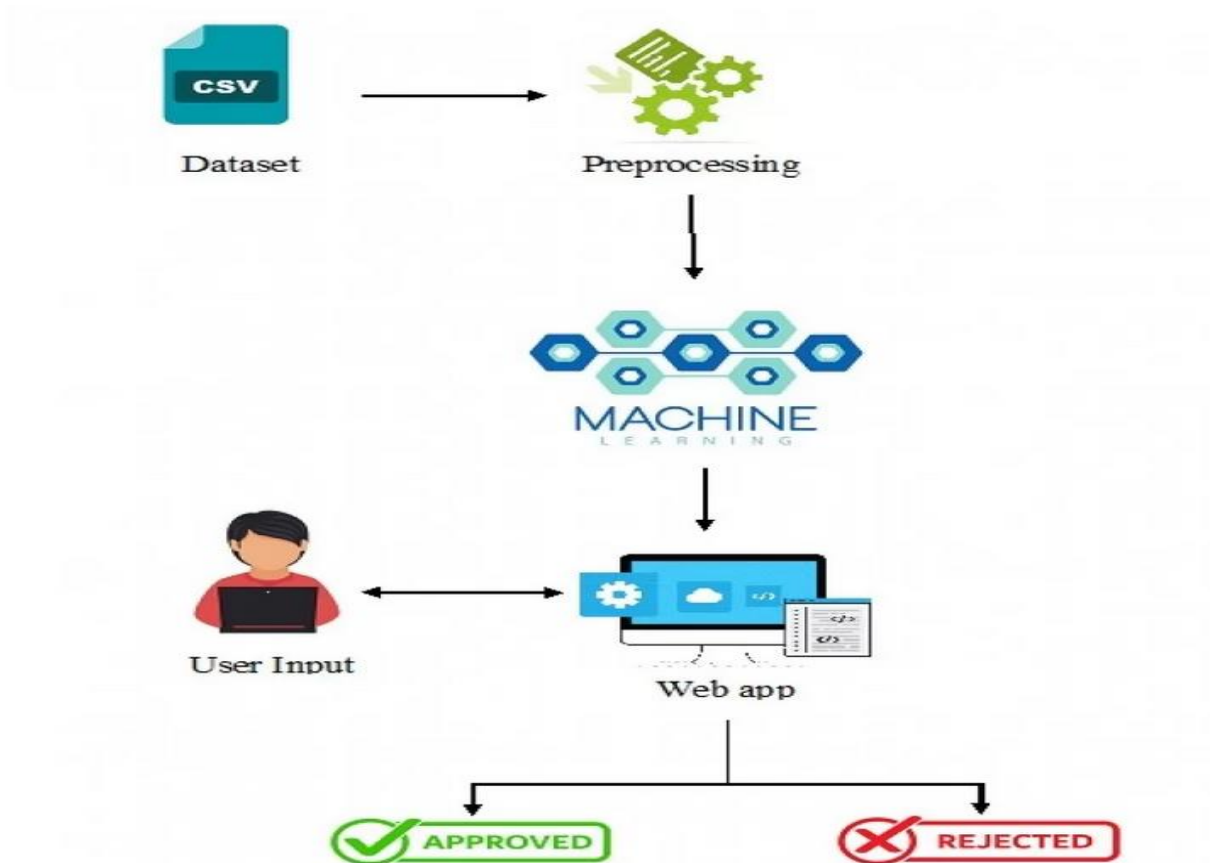 CSV
Dataset
Preprocessing
MACHINE
LEARNING
</>
</>
</>
User Input
Web app
APPROVED
REJECTED